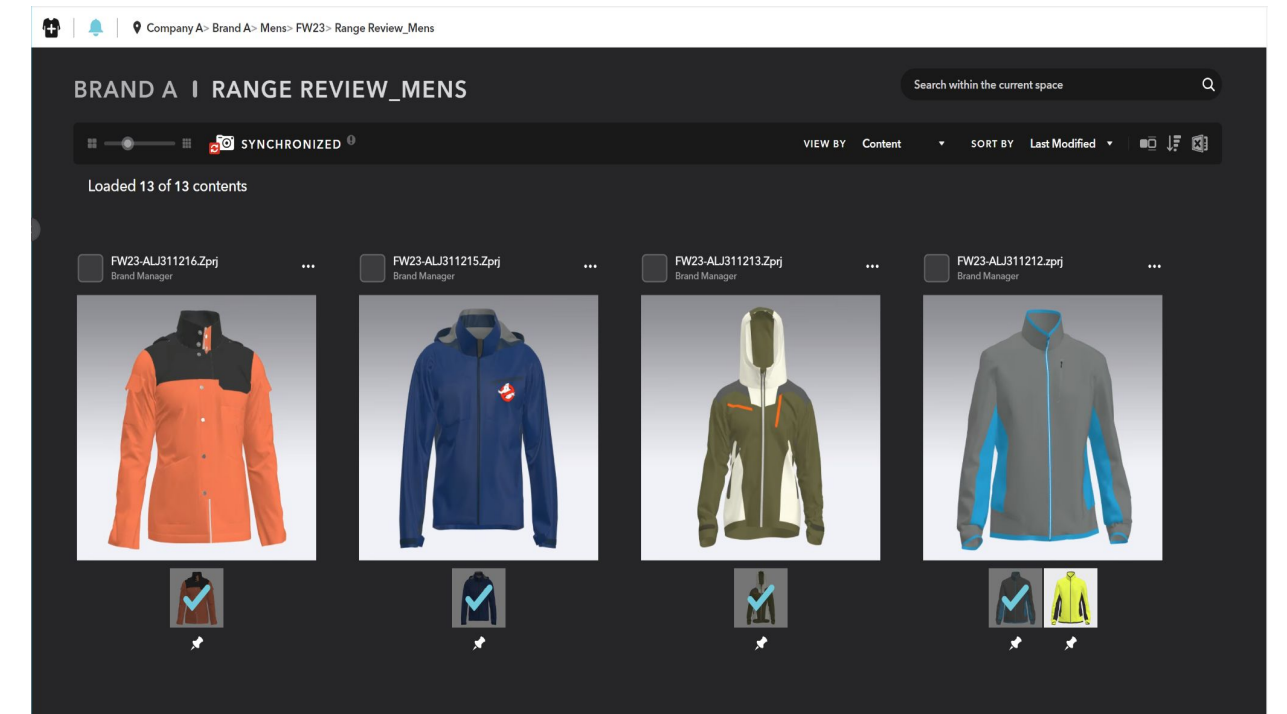 Company A> Brand A> Mens> FW23> Range Review_Mens
BRAND A I RANGE REVIEW_MENS
Search within the current space
SYNCHRONIZED
VIEW BY Content
SORT BY Last Modified
Loaded 13 of 13 contents
FW23-ALJ311216.Zprj
Brand Manager
FW23-ALJ311215.Zprj
Brand Manager
FW23-ALJ311213.Zprj
Brand Manager
FW23-ALJ311212.zprj
Brand Manager